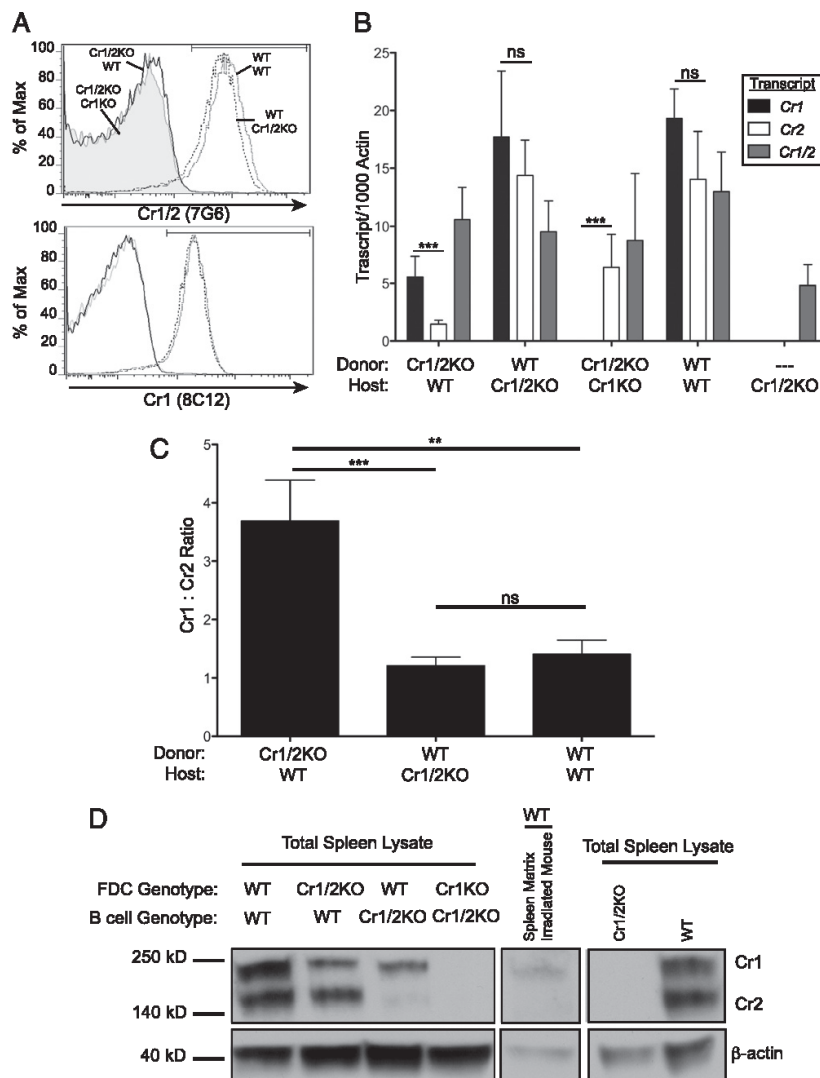 A
100
80
60
40
20
0
% of Max
Cr1/2KO
WT
Cr1/2KO
Cr1KO
WT
WT
WT
Cr1/2KO
Cr1/2 (7G6)
100
80
60
40
20
0
% of Max
Cr1 (8C12)
B
25
20
15
10
5
0
Trascript/1000 Actin
*** ns *** ns
Transcript
Cr1
Cr2
Cr1/2
Donor: Cr1/2KO WT Cr1/2KO WT ---
Host: WT Cr1/2KO Cr1KO WT Cr1/2KO
C
5
4
3
2
1
0
Cr1 : Cr2 Ratio
**
***
ns
Donor: Cr1/2KO WT WT
Host: WT Cr1/2KO WT
D
Total Spleen Lysate
FDC Genotype: WT Cr1/2KO WT Cr1KO
B cell Genotype: WT WT Cr1/2KO Cr1/2KO
WT
Spleen Matrix
Irradiated Mouse
Total Spleen Lysate
Cr1/2KO
WT
250 kD
140 kD
40 kD
Cr1
Cr2
β-actin